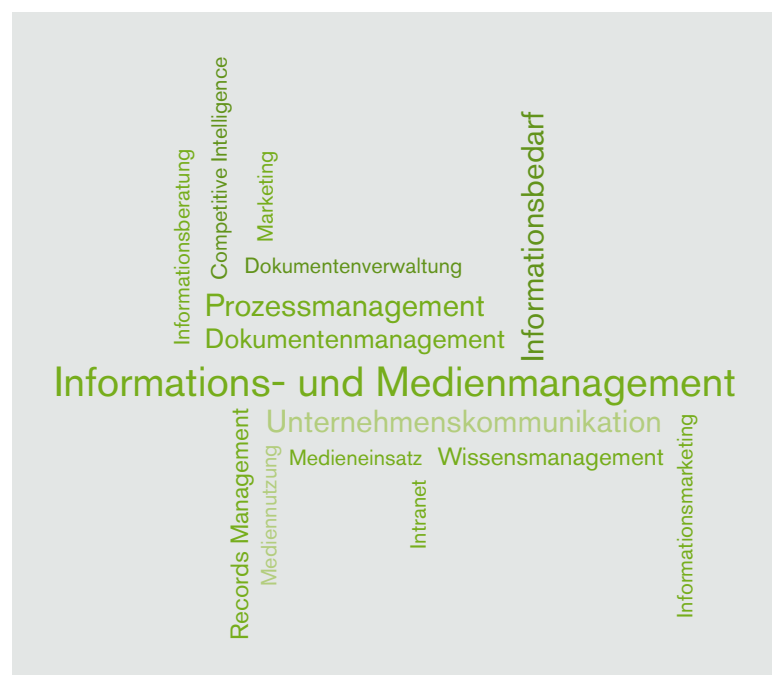 Informationsberatung
Competitive Intelligence
Marketing
Informationsbedarf
Dokumentenverwaltung
Prozessmanagement
Dokumentenmanagement
Informations- und Medienmanagement
Unternehmenskommunikation
Records Management
Mediennutzung
Medieneinsatz
Wissensmanagement
Intranet
Informationsmarketing